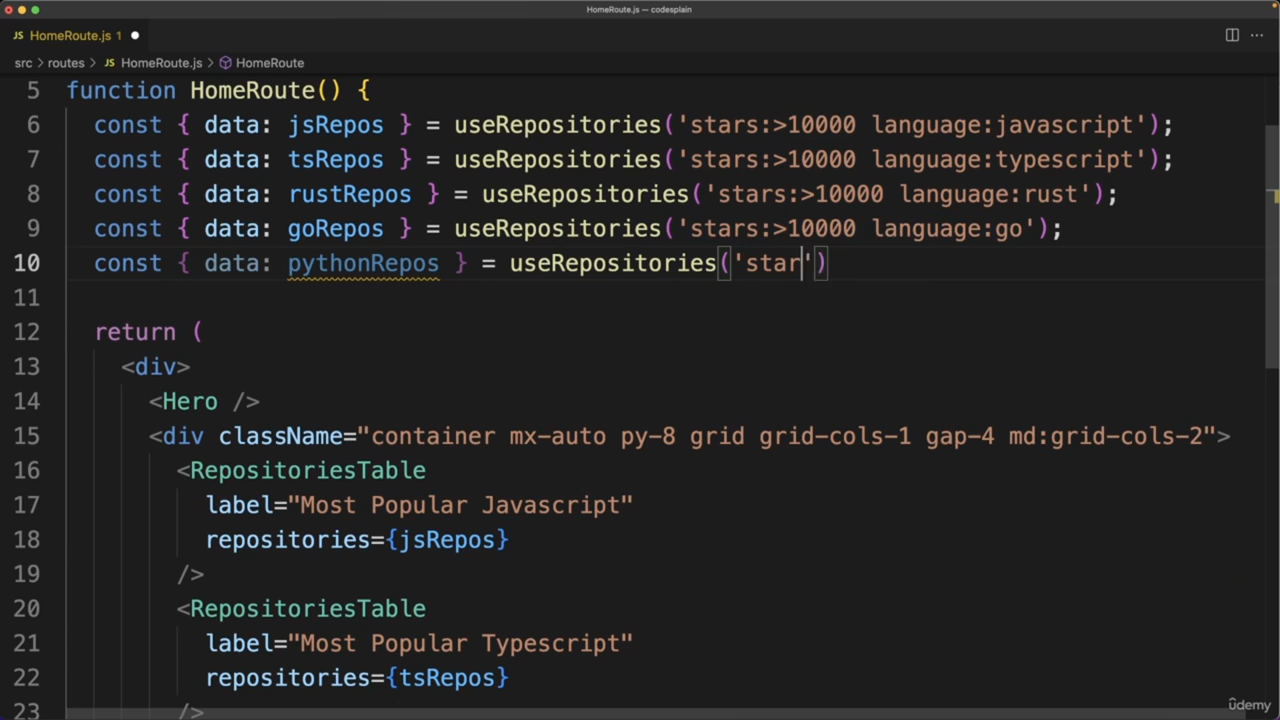 HomeRoute.js — codesplain
JS HomeRoute.js 1
src > routes > JS HomeRoute.js > HomeRoute
5 function HomeRoute() {
6 const { data: jsRepos } = useRepositories('stars:>10000 language:javascript');
7 const { data: tsRepos } = useRepositories('stars:>10000 language:typescript');
8 const { data: rustRepos } = useRepositories('stars:>10000 language:rust');
9 const { data: goRepos } = useRepositories('stars:>10000 language:go');
10 const { data: pythonRepos } = useRepositories('star')
11
12 return (
13 <div>
14 <Hero />
15 <div className="container mx-auto py-8 grid grid-cols-1 gap-4 md:grid-cols-2">
16 <RepositoriesTable
17 label="Most Popular Javascript"
18 repositories={jsRepos}
19 />
20 <RepositoriesTable
21 label="Most Popular Typescript"
22 repositories={tsRepos}
23 />
ûdemy